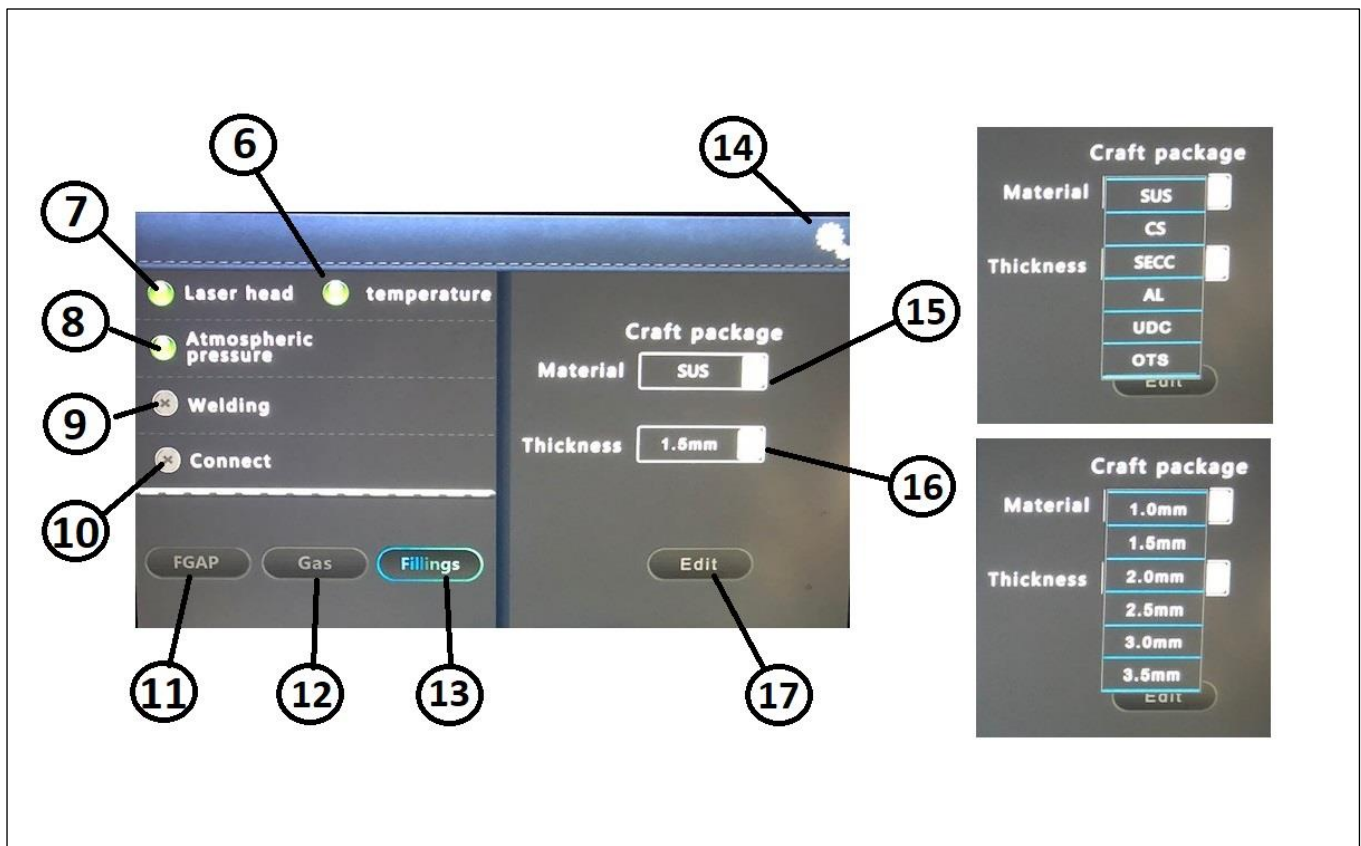 6
14
7
Laser head
temperature
8
Atmospheric
pressure
15
Craft package
Material SUS
9
Welding
Thickness 1.5mm
10
Connect
16
FGAP Gas Fillings
Edit
11
12
13
17
Craft package
Material SUS
CS
Thickness SECC
AL
UDC
OTS
Edit
Craft package
Material 1.0mm
1.5mm
Thickness 2.0mm
2.5mm
3.0mm
3.5mm
Edit